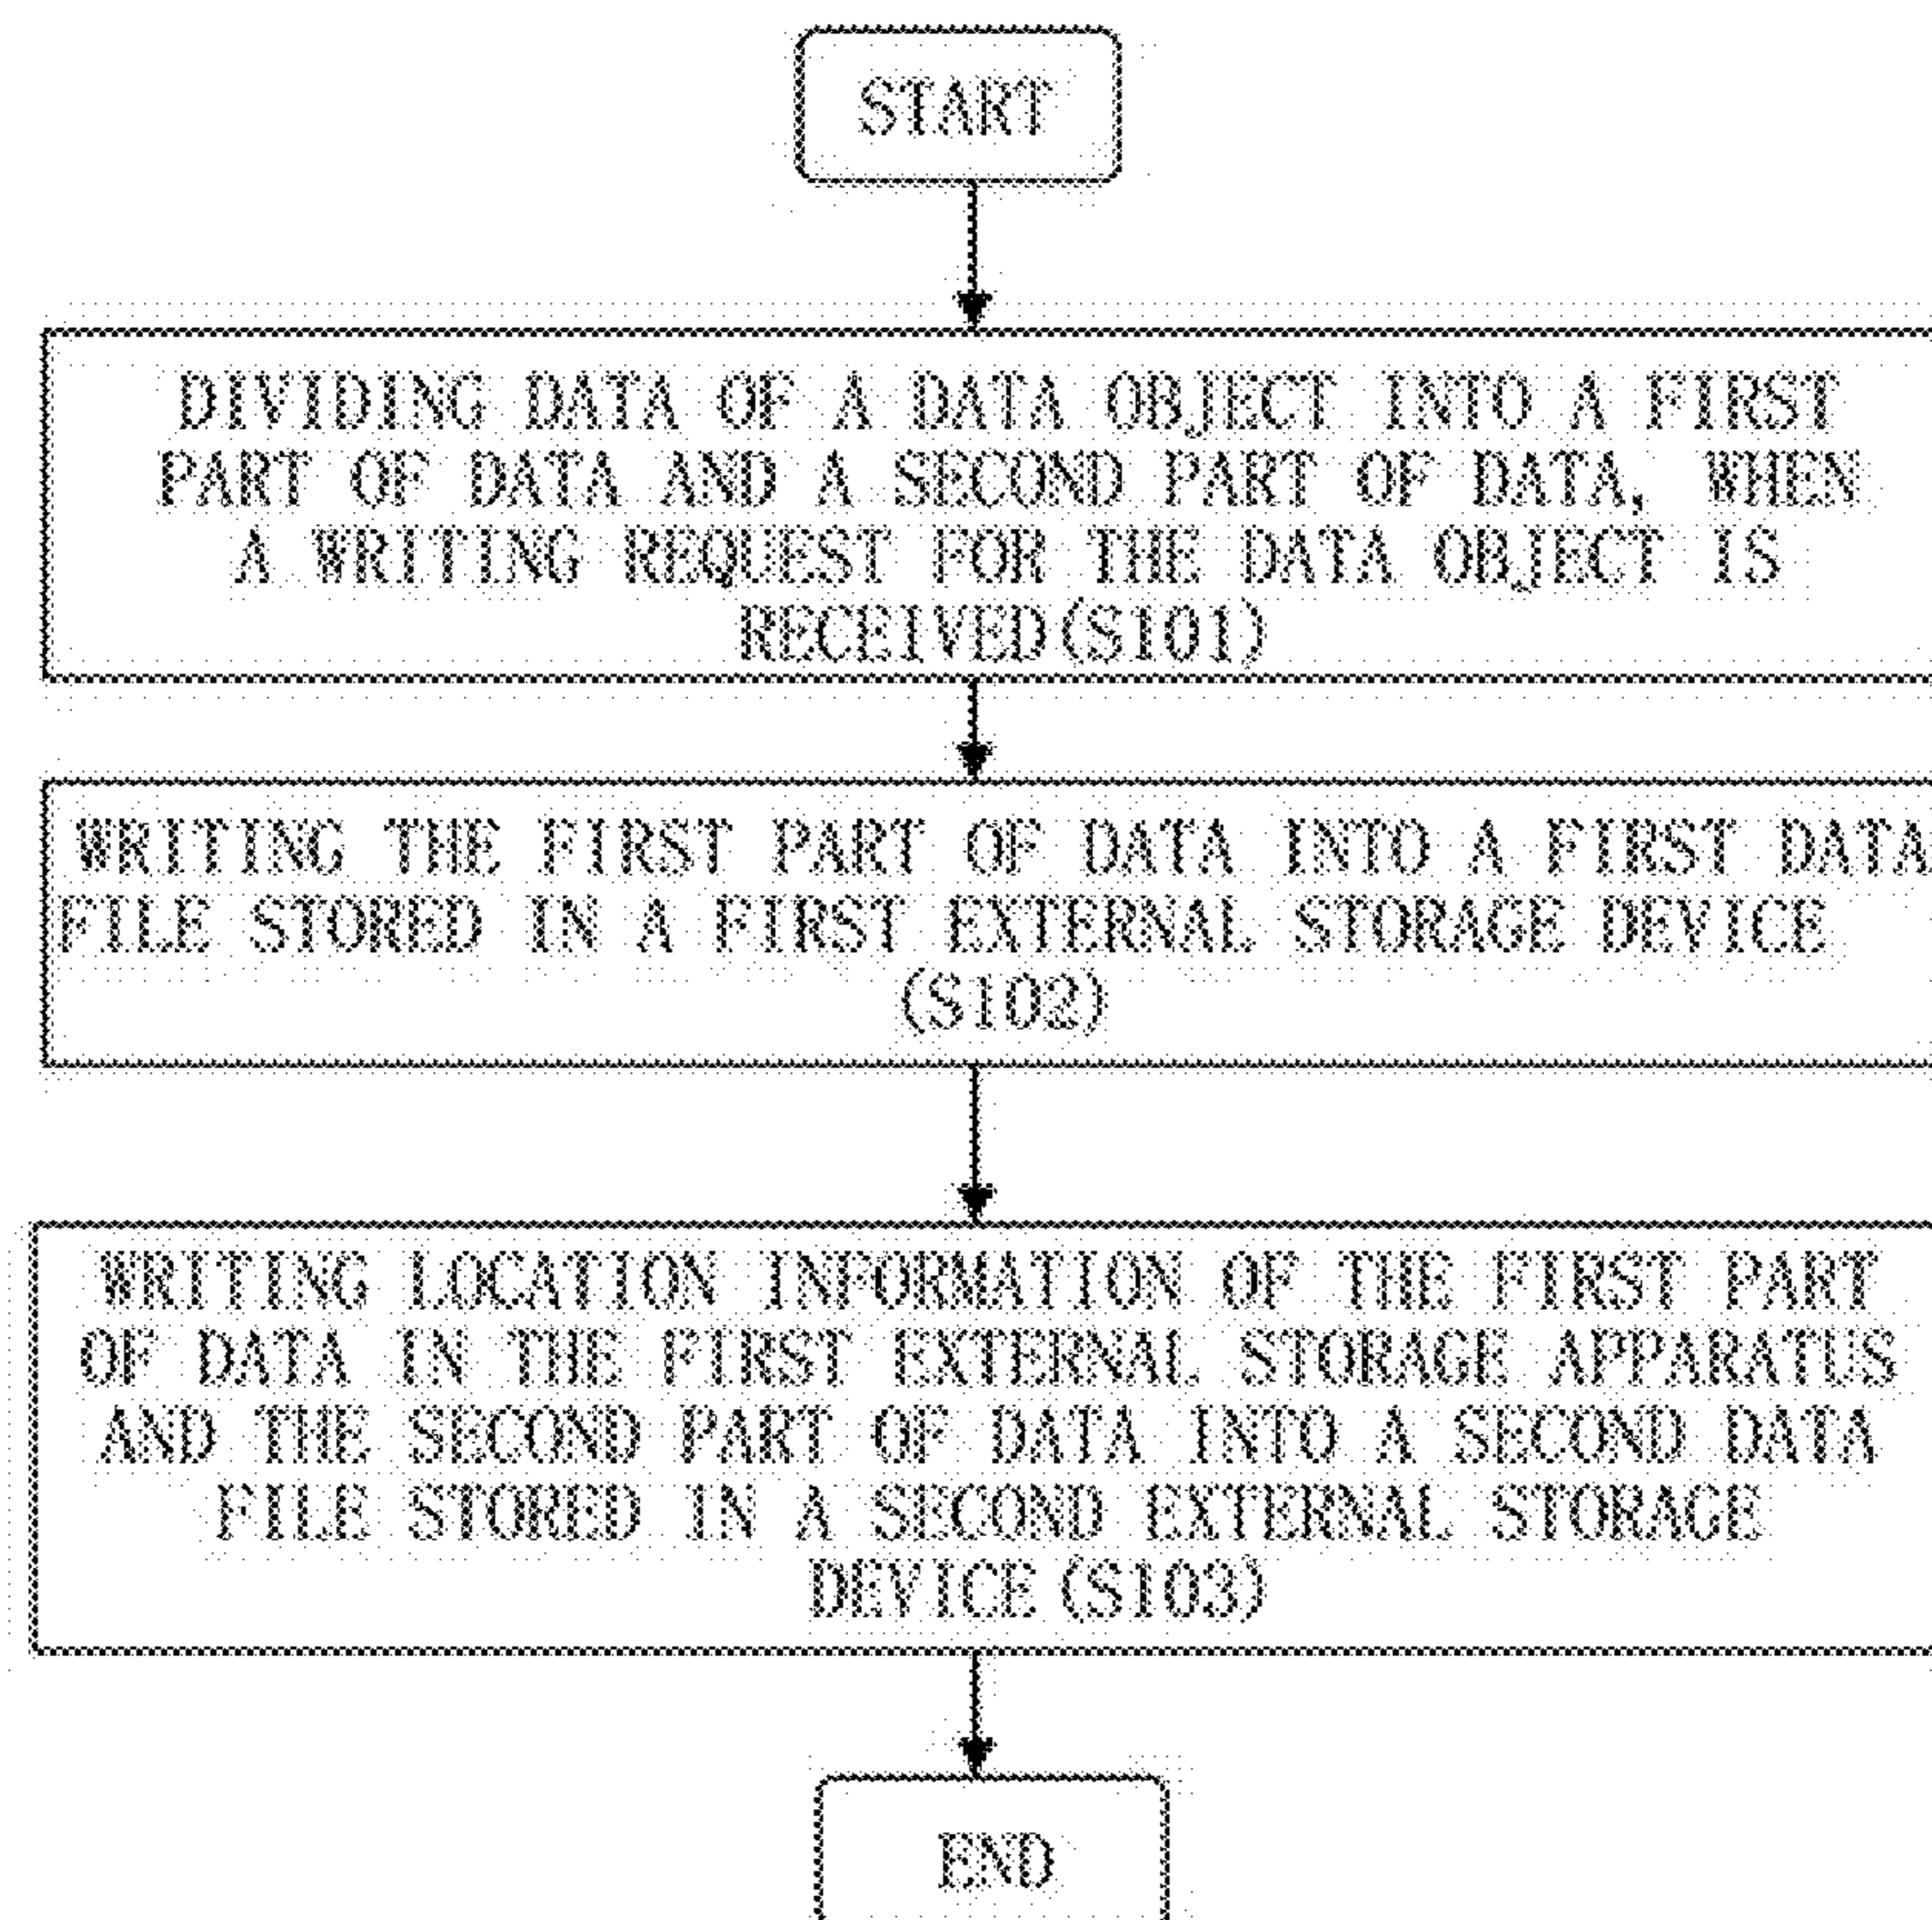 START
DIVIDING DATA OF A DATA OBJECT INTO A FIRST
PART OF DATA AND A SECOND PART OF DATA, WHEN
A WRITING REQUEST FOR THE DATA OBJECT IS
RECEIVED(S101)
WRITING THE FIRST PART OF DATA INTO A FIRST DATA
FILE STORED IN A FIRST EXTERNAL STORAGE DEVICE
(S102)
WRITING LOCATION INFORMATION OF THE FIRST PART
OF DATA IN THE FIRST EXTERNAL STORAGE APPARATUS
AND THE SECOND PART OF DATA INTO A SECOND DATA
FILE STORED IN A SECOND EXTERNAL STORAGE
DEVICE(S103)
END